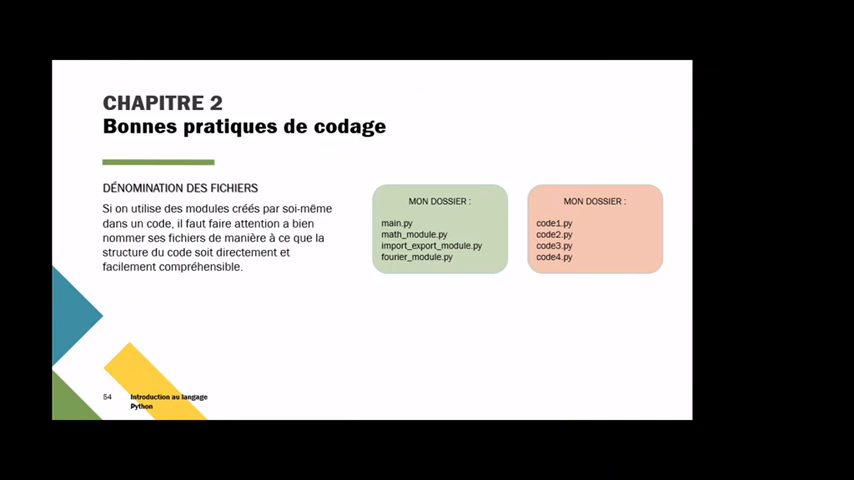 CHAPITRE 2
Bonnes pratiques de codage
DÉNOMINATION DES FICHIERS
Si on utilise des modules créés par soi-même
dans un code, il faut faire attention a bien
nommer ses fichiers de manière à ce que la
structure du code soit directement et
facilement compréhensible.
MON DOSSIER :
main.py
math_module.py
import_export_module.py
fourier_module.py
MON DOSSIER :
code1.py
code2.py
code3.py
code4.py
54
Introduction au langage
Python